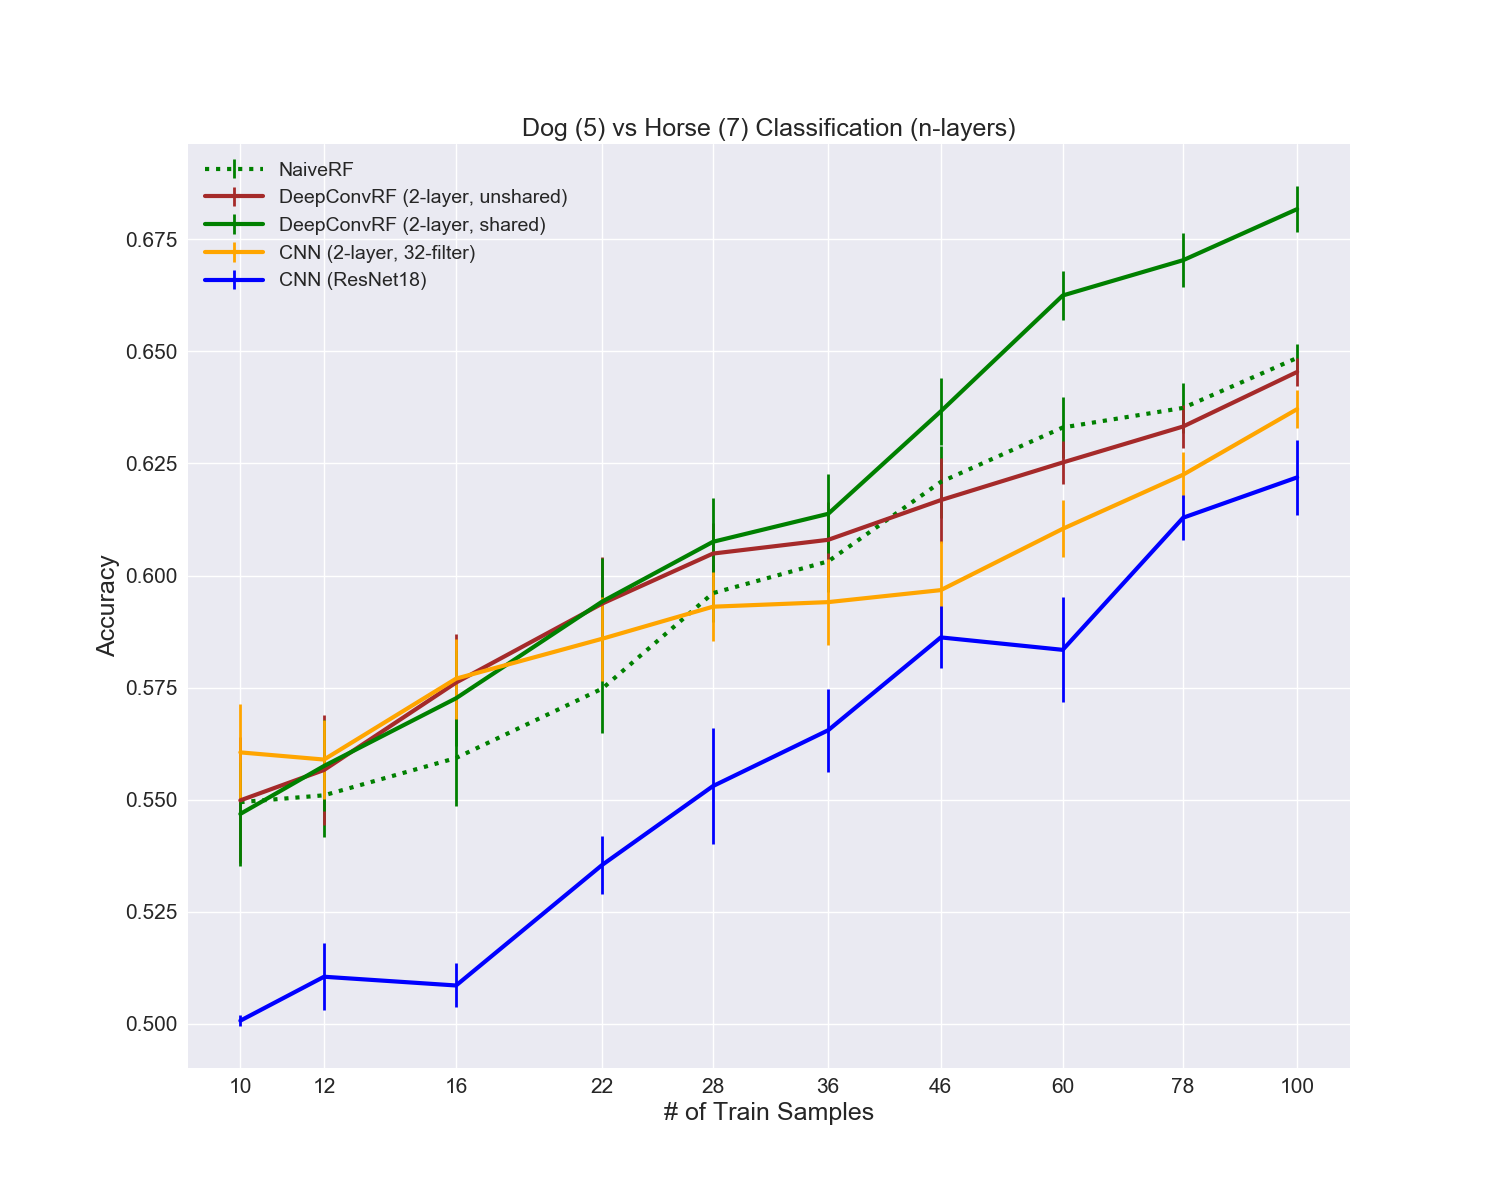 Dog (5) vs Horse (7) Classification (n-layers)
NaiveRF
DeepConvRF (2-layer, unshared)
DeepConvRF (2-layer, shared)
CNN (2-layer, 32-filter)
CNN (ResNet18)
0.675
0.650
0.625
0.600
0.575
0.550
0.525
0.500
Accuracy
10 12 16 22 28 36 46 60 78 100
# of Train Samples